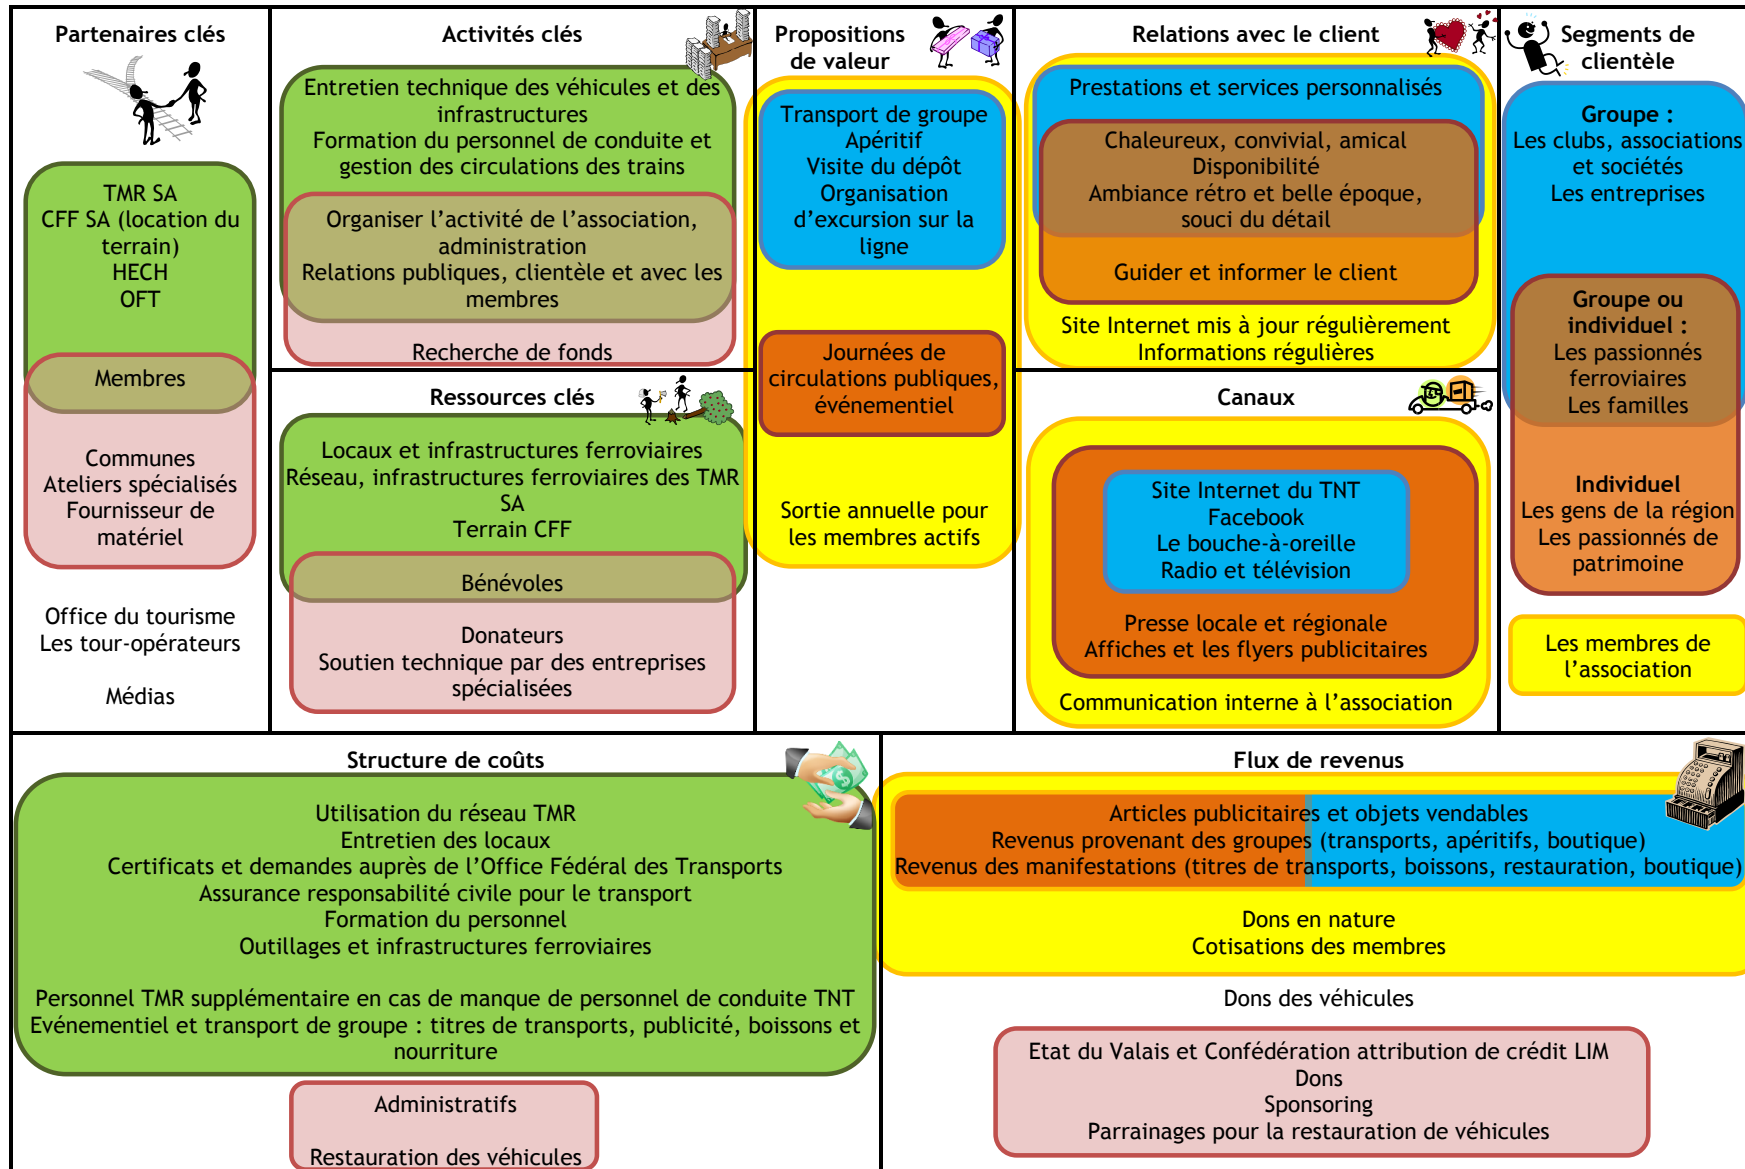 Partenaires clés
TMR SA
CFF SA (location du
terrain)
HECH
OFT
Membres
Communes
Ateliers spécialisés
Fournisseur de
matériel
Office du tourisme
Les tour-opérateurs
Médias
Activités clés
Entretien technique des véhicules et des
infrastructures
Formation du personnel de conduite et
gestion des circulations des trains
Organiser l’activité de l’association,
administration
Relations publiques, clientèle et avec les
membres
Recherche de fonds
Ressources clés
Locaux et infrastructures ferroviaires
Réseau, infrastructures ferroviaires des TMR
SA
Terrain CFF
Bénévoles
Donateurs
Soutien technique par des entreprises
spécialisées
Propositions
de valeur
Transport de groupe
Apéritif
Visite du dépôt
Organisation
d’excursion sur la
ligne
Journées de
circulations publiques,
événementiel
Sortie annuelle pour
les membres actifs
Relations avec le client
Prestations et services personnalisés
Chaleureux, convivial, amical
Disponibilité
Ambiance rétro et belle époque,
souci du détail
Guider et informer le client
Site Internet mis à jour régulièrement
Informations régulières
Canaux
Site Internet du TNT
Facebook
Le bouche-à-oreille
Radio et télévision
Presse locale et régionale
Affiches et les flyers publicitaires
Communication interne à l’association
Segments de
clientèle
Groupe :
Les clubs, associations
et sociétés
Les entreprises
Groupe ou
individuel :
Les passionnés
ferroviaires
Les familles
Individuel
Les gens de la région
Les passionnés de
patrimoine
Les membres de
l’association
Structure de coûts
Utilisation du réseau TMR
Entretien des locaux
Certificats et demandes auprès de l’Office Fédéral des Transports
Assurance responsabilité civile pour le transport
Formation du personnel
Outillages et infrastructures ferroviaires
Personnel TMR supplémentaire en cas de manque de personnel de conduite TNT
Evénementiel et transport de groupe : titres de transports, publicité, boissons et
nourriture
Administratifs
Restauration des véhicules
Flux de revenus
Articles publicitaires et objets vendables
Revenus provenant des groupes (transports, apéritifs, boutique)
Revenus des manifestations (titres de transports, boissons, restauration, boutique)
Dons en nature
Cotisations des membres
Dons des véhicules
Etat du Valais et Confédération attribution de crédit LIM
Dons
Sponsoring
Parrainages pour la restauration de véhicules